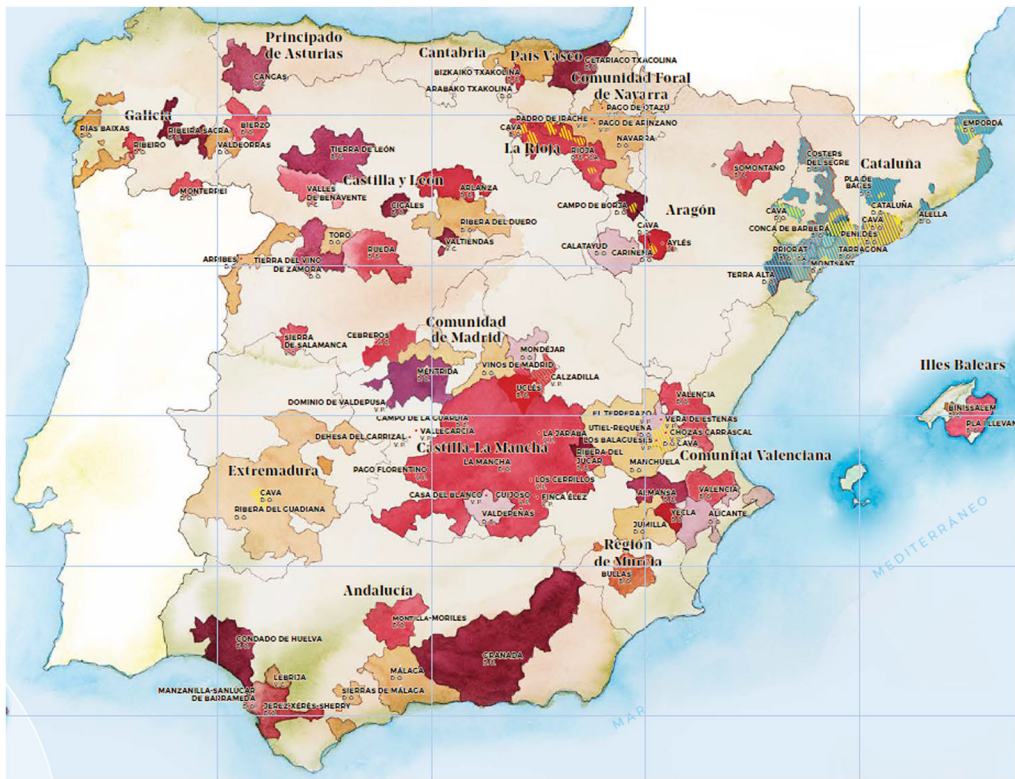 Principado
de Asturias
CANGAS
D.O.
Cantabria
País Vasco
GETARIACO TXACOLINA
BIZKAIKO TXAKOLINA
D.O.
ARABAKO TXAKOLINA
D.O.
Comunidad Foral
de Navarra
PAGO DE OTAZU
V.P.
PADRO DE IRACHE
V.P.
PAGO DE ARINZANO
V.P.
NAVARRA
D.O.
CAVA
D.O.
La Rioja
RIOJA
Galicia
RÍAS BAIXAS
D.O.
RIBEIRA SACRA
D.O.
RIBEIRO
D.O.
VALDEORRAS
D.O.
MONTERREI
D.O.
BIERZO
D.O.
TIERRA DE LEÓN
D.O.
Castilla y León
VALLES
DE BENAVENTE
CIGALES
D.O.
ARLANZA
D.O.
RIBERA DEL DUERO
D.O.
VALTIENDAS
TORO
D.O.
RUEDA
D.O.
ARRIBES
D.O.
TIERRA DEL VINO
DE ZAMORA
SIERRA
DE SALAMANCA
CEBREROS
SOMONTANO
D.O.
CAMPO DE BORJA
D.O.
Aragón
CAVA
D.O.
AYLÉS
V.P.
CALATAYUD
D.O.
CARIÑENA
D.O.
COSTERS
DEL SEGRE
Cataluña
EMPORDÀ
D.O.
PLA DE
BAGES
D.O.
CATALUÑA
D.O.
CAVA
D.O.
ALELLA
D.O.
CAVA
D.O.
CONCA DE BARBERÀ
D.O.
PENEDÈS
D.O.
TARRAGONA
D.O.
PRIORAT
MONTSANT
D.O.
TERRA ALTA
D.O.
Comunidad
de Madrid
MONDÉJAR
D.O.
VINOS DE MADRID
D.O.
MÉNTRIDA
D.O.
CALZADILLA
V.P.
UCLÉS
D.O.
DOMINIO DE VALDEPUSA
V.P.
CAMPO DE LA GUARDIA
VALLEGARCÍA
V.P.
DEHESA DEL CARRIZAL
V.P.
Castilla-La Mancha
LA MANCHA
D.O.
LA JARABA
V.P.
RIBERA DEL
JÚCAR
PAGO FLORENTINO
V.P.
LOS CERRILLOS
V.P.
CASA DEL BLANCO
V.P.
GUIJOSO
V.P.
FINCA ÉLEZ
V.P.
VALDEPEÑAS
D.O.
VALENCIA
D.O.
EL TERRERAZO
V.P.
VERA DE ESTENAS
V.P.
UTIEL-REQUENA
CHOZAS CARRASCAL
V.P.
LOS BALAGUESES
V.P.
CAVA
D.O.
MANCHUELA
D.O.
Comunitat Valenciana
ALMANSA
D.O.
VALENCIA
D.O.
YECLA
D.O.
ALICANTE
D.O.
JUMILLA
D.O.
Región
de Murcia
BULLAS
D.O.
Extremadura
CAVA
D.O.
RIBERA DEL GUADIANA
D.O.
Andalucía
MONTILLA-MORILES
D.O.
CONDADO DE HUELVA
D.O.
GRANADA
LEBRIJA
MÁLAGA
D.O.
SIERRAS DE MÁLAGA
D.O.
MANZANILLA-SANLÚCAR
DE BARRAMEDA
D.O.
JEREZ-XÉRÈS-SHERRY
D.O.
Illes Balears
BINISSALEM
D.O.
PLA I LLEVANT
D.O.
MEDITERRÁNEO
MAR